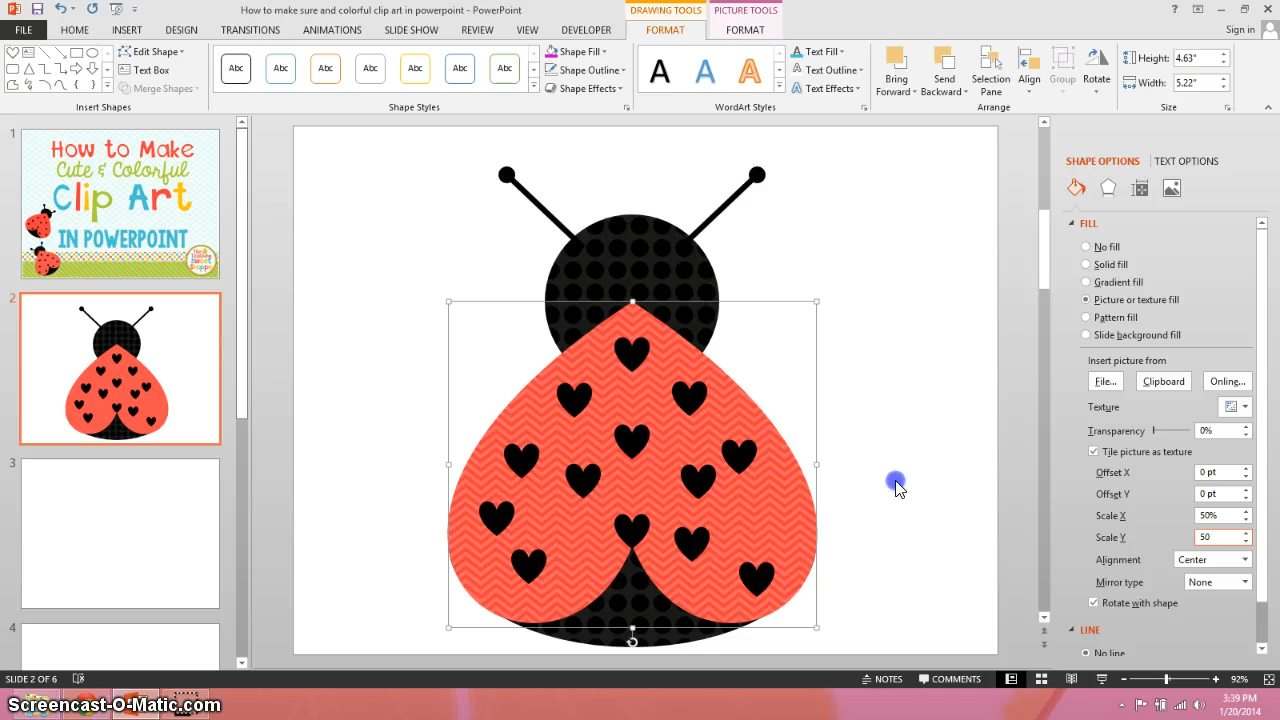 How to make sure and colorful clip art in powerpoint - PowerPoint
DRAWING TOOLS
PICTURE TOOLS
Sign in
FILE
HOME
INSERT
DESIGN
TRANSITIONS
ANIMATIONS
SLIDE SHOW
REVIEW
VIEW
DEVELOPER
FORMAT
FORMAT
Edit Shape
Text Box
Merge Shapes
Insert Shapes
Abc
Abc
Abc
Abc
Abc
Abc
Abc
Shape Fill
Shape Outline
Shape Effects
Shape Styles
A
A
A
Text Fill
Text Outline
Text Effects
WordArt Styles
Bring
Forward
Send
Backward
Selection
Pane
Align
Group
Rotate
Arrange
Height: 4.63"
Width: 5.22"
Size
1
How to Make
Cute & Colorful
Clip Art
IN POWERPOINT
2
3
4
SHAPE OPTIONS
TEXT OPTIONS
FILL
No fill
Solid fill
Gradient fill
Picture or texture fill
Pattern fill
Slide background fill
Insert picture from
File...
Clipboard
Online...
Texture
Transparency
0%
Tile picture as texture
Offset X
0 pt
Offset Y
0 pt
Scale X
50%
Scale Y
50
Alignment
Center
Mirror type
None
Rotate with shape
LINE
No line
SLIDE 2 OF 6
NOTES
COMMENTS
92%
Screencast-O-Matic.com
3:39 PM
1/20/2014